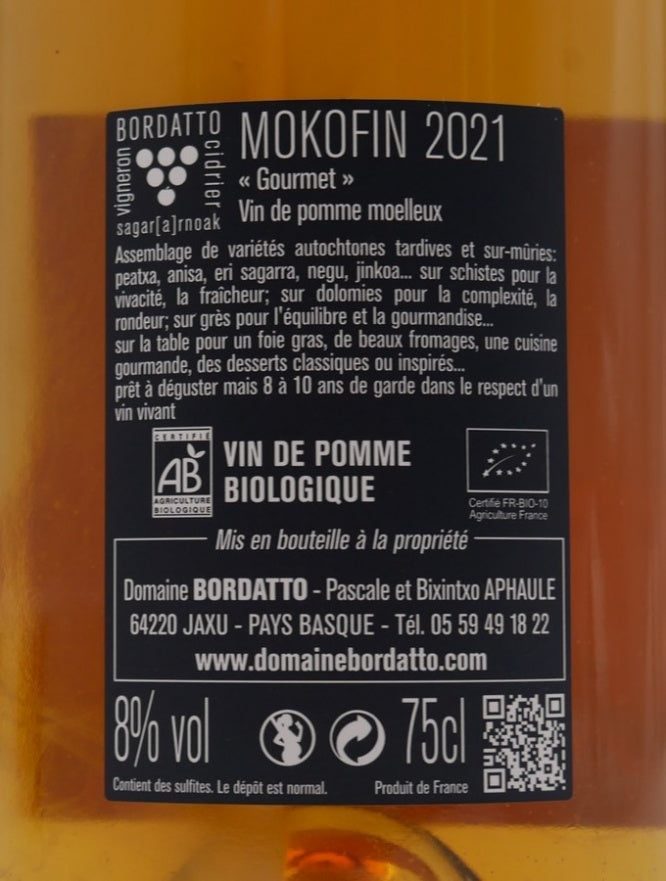 BORDATTO
vigneron
cidrier
sagar[a]rnoak
MOKOFIN 2021
« Gourmet »
Vin de pomme moelleux
Assemblage de variétés autochtones tardives et sur-mûries:
peatxa, anisa, eri sagarra, negu, jinkoa... sur schistes pour la
vivacité, la fraîcheur; sur dolomies pour la complexité, la
rondeur; sur grès pour l'équilibre et la gourmandise...
sur la table pour un foie gras, de beaux fromages, une cuisine
gourmande, des desserts classiques ou inspirés...
prêt à déguster mais 8 à 10 ans de garde dans le respect d'un
vin vivant
CERTIFIÉ
AB
AGRICULTURE
BIOLOGIQUE
VIN DE POMME
BIOLOGIQUE
Certifié FR-BIO-10
Agriculture France
Mis en bouteille à la propriété
Domaine BORDATTO - Pascale et Bixintxo APHAULE
64220 JAXU - PAYS BASQUE - Tél. 05 59 49 18 22
www.domainebordatto.com
8% vol
75cl
Contient des sulfites. Le dépôt est normal.
Produit de France